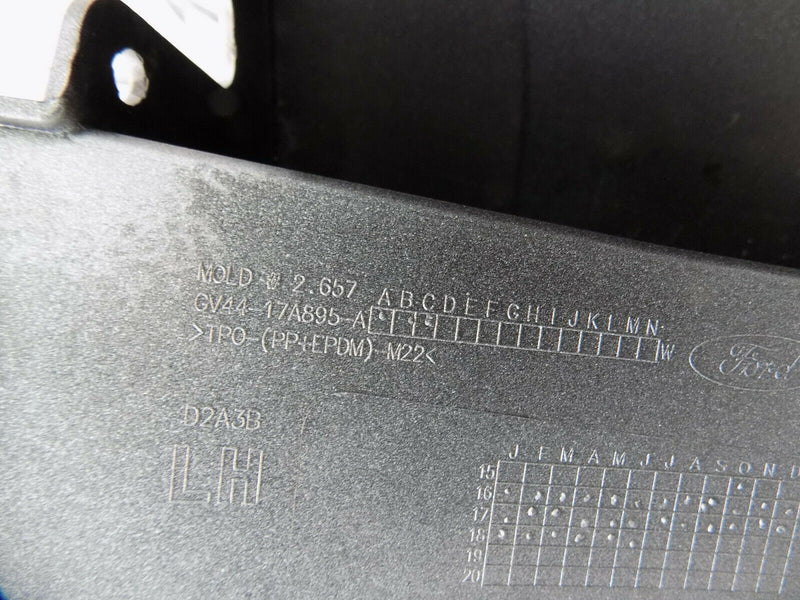 MOLD # 2.657
A B C D E F G H I J K L M N
GV44-17A895-A W
>TPO-(PP+EPDM)-M22<
Ford
D2A3B
LH
J F M A M J J A S O N D
15
16
17
18
19
20